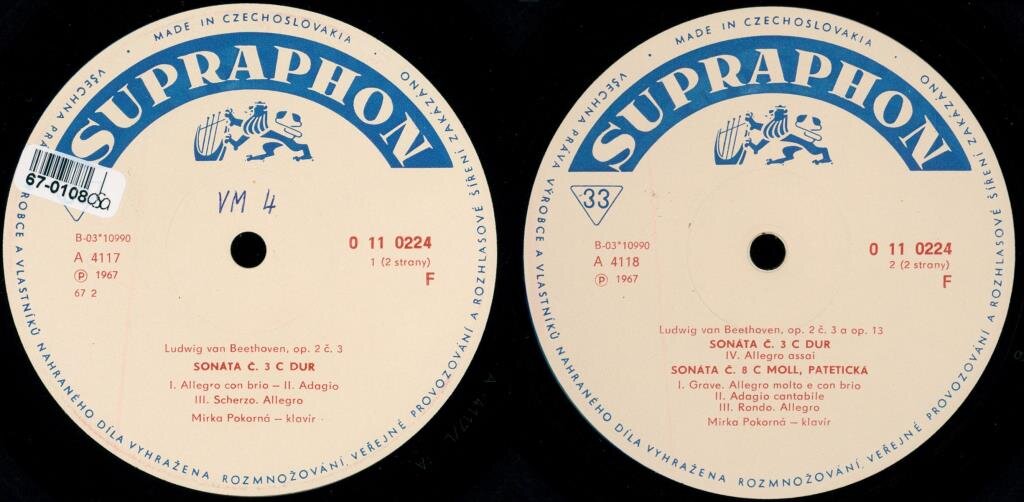 MADE IN CZECHOSLOVAKIA
SUPRAPHON
67-0108
VM 4
B-03*10990
A 4117
Ⓟ 1967
67 2
0 11 0224
1 (2 strany)
F
Ludwig van Beethoven, op. 2 č. 3
SONÁTA Č. 3 C DUR
I. Allegro con brio – II. Adagio
III. Scherzo. Allegro
Mirka Pokorná – klavír
VŠECHNA PRÁVA VÝROBCE A VLASTNÍKŮ NAHRANÉHO DÍLA VYHRAŽENA. ROZMNOŽOVÁNÍ, VEŘEJNÉ PROVOZOVÁNÍ A ROZHLASOVÉ ŠÍŘENÍ ZAKÁZÁNO
MADE IN CZECHOSLOVAKIA
SUPRAPHON
33
B-03*10990
A 4118
Ⓟ 1967
0 11 0224
2 (2 strany)
F
Ludwig van Beethoven, op. 2 č. 3 a op. 13
SONÁTA Č. 3 C DUR
IV. Allegro assai
SONÁTA Č. 8 C MOLL, PATETICKÁ
I. Grave. Allegro molto e con brio
II. Adagio cantabile
III. Rondo. Allegro
Mirka Pokorná – klavír
VŠECHNA PRÁVA VÝROBCE A VLASTNÍKŮ NAHRANÉHO DÍLA VYHRAŽENA. ROZMNOŽOVÁNÍ, VEŘEJNÉ PROVOZOVÁNÍ A ROZHLASOVÉ ŠÍŘENÍ ZAKÁZÁNO